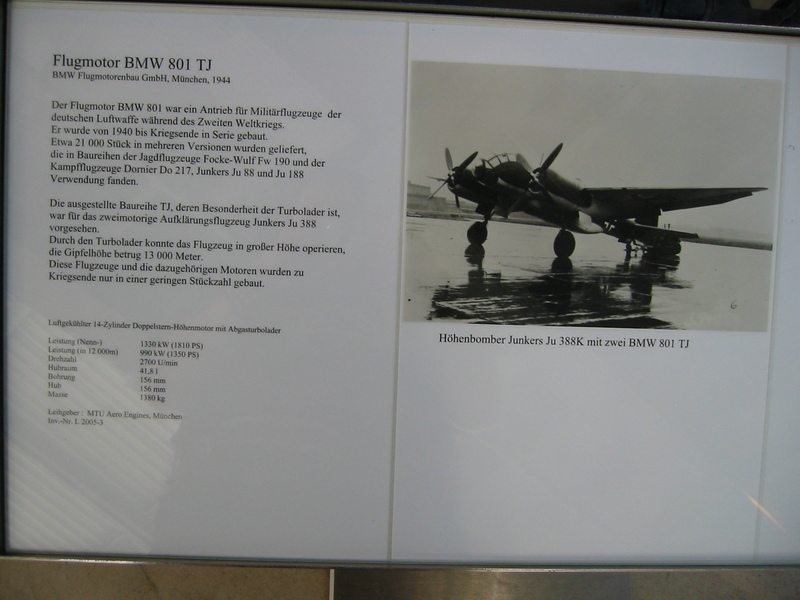 Flugmotor BMW 801 TJ
BMW Flugmotorenbau GmbH, München, 1944
Der Flugmotor BMW 801 war ein Antrieb für Militärflugzeuge der
deutschen Luftwaffe während des Zweiten Weltkriegs.
Er wurde von 1940 bis Kriegsende in Serie gebaut.
Etwa 21 000 Stück in mehreren Versionen wurden geliefert,
die in Baureihen der Jagdflugzeuge Focke-Wulf Fw 190 und der
Kampfflugzeuge Dornier Do 217, Junkers Ju 88 und Ju 188
Verwendung fanden.
Die ausgestellte Baureihe TJ, deren Besonderheit der Turbolader ist,
war für das zweimotorige Aufklärungsflugzeug Junkers Ju 388
vorgesehen.
Durch den Turbolader konnte das Flugzeug in großer Höhe operieren,
die Gipfelhöhe betrug 13 000 Meter.
Diese Flugzeuge und die dazugehörigen Motoren wurden zu
Kriegsende nur in einer geringen Stückzahl gebaut.
Luftgekühlter 14-Zylinder Doppelstern-Höhenmotor mit Abgasturbolader
Leistung (Nenn-) 1330 kW (1810 PS)
Leistung (in 12 000m) 990 kW (1350 PS)
Drehzahl 2700 U/min
Hubraum 41,8 l
Bohrung 156 mm
Hub 156 mm
Masse 1380 kg
Leihgeber : MTU Aero Engines, München
Inv.-Nr. L 2005-3
6
Höhenbomber Junkers Ju 388K mit zwei BMW 801 TJ